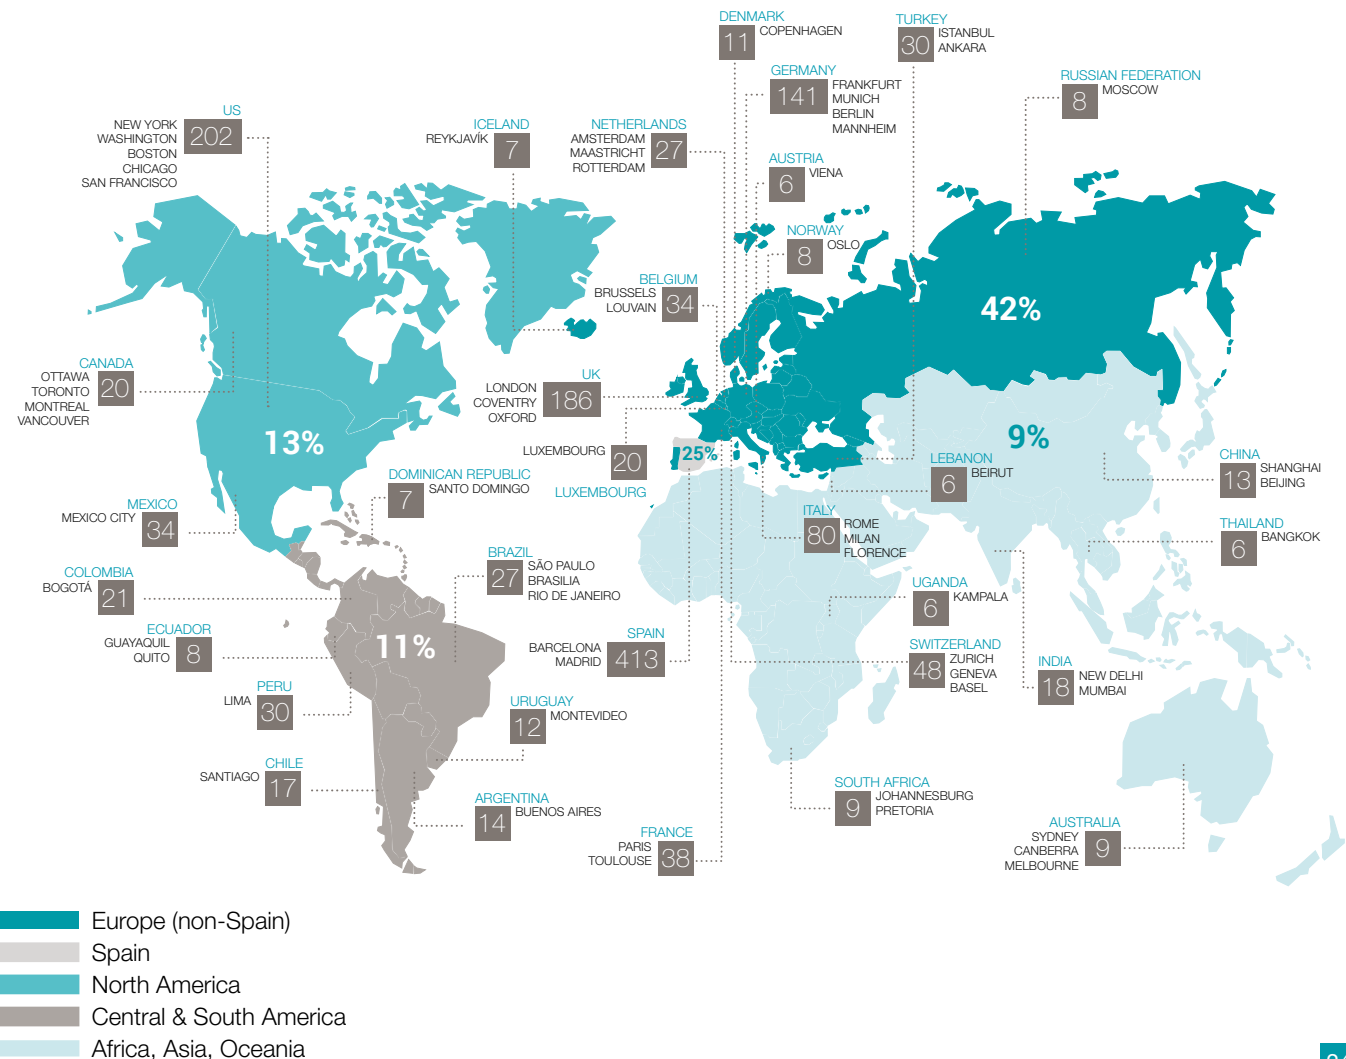 DENMARK
11
COPENHAGEN
TURKEY
30
ISTANBUL
ANKARA
GERMANY
141
FRANKFURT
MUNICH
BERLIN
MANNHEIM
RUSSIAN FEDERATION
8
MOSCOW
US
NEW YORK
WASHINGTON
BOSTON
CHICAGO
SAN FRANCISCO
202
ICELAND
REYKJAVÍK
7
NETHERLANDS
AMSTERDAM
MAASTRICHT
ROTTERDAM
27
AUSTRIA
6
VIENA
NORWAY
8
OSLO
BELGIUM
BRUSSELS
LOUVAIN
34
42%
CANADA
OTTAWA
TORONTO
MONTREAL
VANCOUVER
20
UK
LONDON
COVENTRY
OXFORD
186
13%
9%
LUXEMBOURG
20
LUXEMBOURG
25%
LEBANON
6
BEIRUT
CHINA
13
SHANGHAI
BEIJING
DOMINICAN REPUBLIC
7
SANTO DOMINGO
MEXICO
MEXICO CITY
34
ITALY
80
ROME
MILAN
FLORENCE
THAILAND
6
BANGKOK
BRAZIL
27
SÃO PAULO
BRASILIA
RIO DE JANEIRO
COLOMBIA
BOGOTÁ
21
UGANDA
6
KAMPALA
ECUADOR
GUAYAQUIL
QUITO
8
11%
SPAIN
BARCELONA
MADRID
413
SWITZERLAND
48
ZURICH
GENEVA
BASEL
INDIA
18
NEW DELHI
MUMBAI
PERU
LIMA
30
URUGUAY
12
MONTEVIDEO
CHILE
SANTIAGO
17
ARGENTINA
14
BUENOS AIRES
SOUTH AFRICA
9
JOHANNESBURG
PRETORIA
FRANCE
PARIS
TOULOUSE
38
AUSTRALIA
SYDNEY
CANBERRA
MELBOURNE
9
Europe (non-Spain)
Spain
North America
Central & South America
Africa, Asia, Oceania